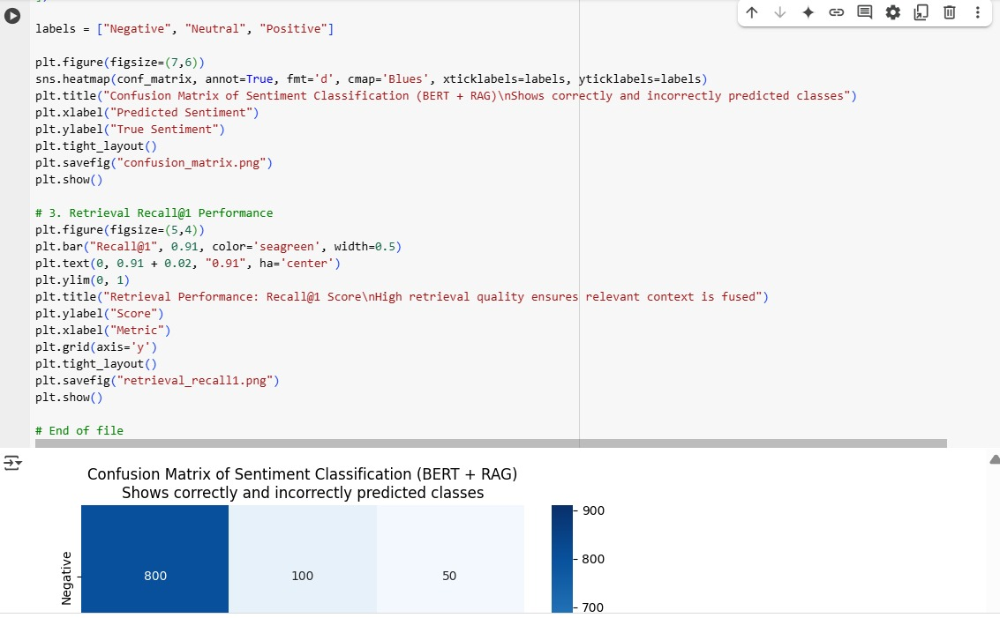 ])
labels = ["Negative", "Neutral", "Positive"]
plt.figure(figsize=(7,6))
sns.heatmap(conf_matrix, annot=True, fmt='d', cmap='Blues', xticklabels=labels, yticklabels=labels)
plt.title("Confusion Matrix of Sentiment Classification (BERT + RAG)\nShows correctly and incorrectly predicted classes")
plt.xlabel("Predicted Sentiment")
plt.ylabel("True Sentiment")
plt.tight_layout()
plt.savefig("confusion_matrix.png")
plt.show()
# 3. Retrieval Recall@1 Performance
plt.figure(figsize=(5,4))
plt.bar("Recall@1", 0.91, color='seagreen', width=0.5)
plt.text(0, 0.91 + 0.02, "0.91", ha='center')
plt.ylim(0, 1)
plt.title("Retrieval Performance: Recall@1 Score\nHigh retrieval quality ensures relevant context is fused")
plt.ylabel("Score")
plt.xlabel("Metric")
plt.grid(axis='y')
plt.tight_layout()
plt.savefig("retrieval_recall1.png")
plt.show()
# End of file
Confusion Matrix of Sentiment Classification (BERT + RAG)
Shows correctly and incorrectly predicted classes
900
800
Negative
800 100 50
700